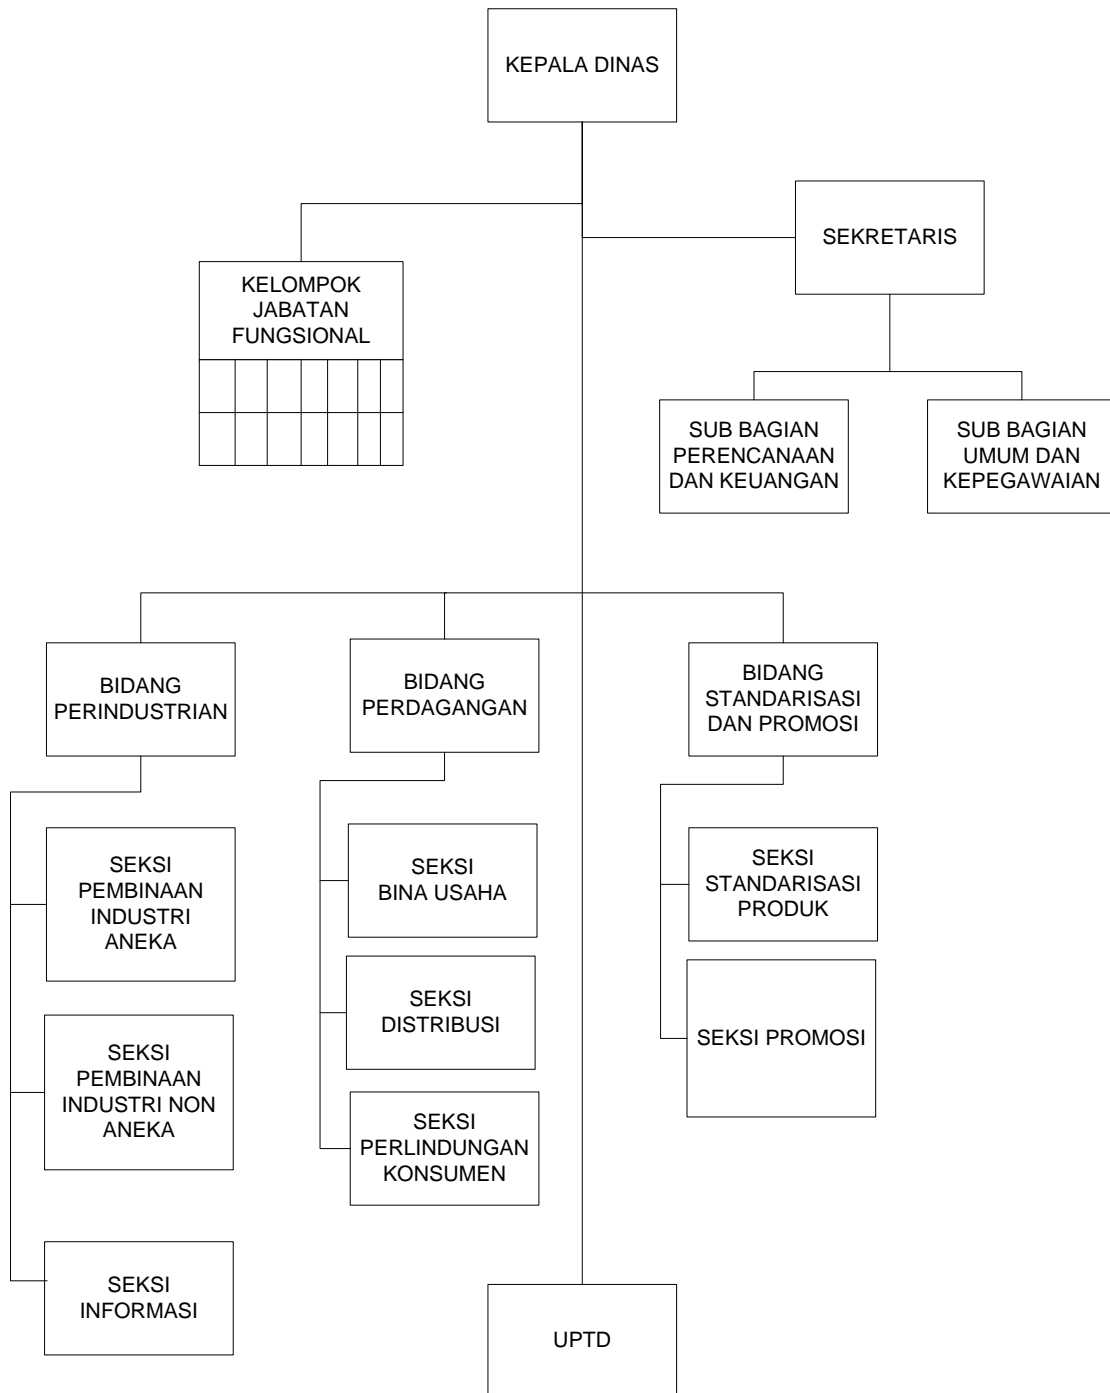 KEPALA DINAS
SEKRETARIS
KELOMPOK
JABATAN
FUNGSIONAL
SUB BAGIAN
PERENCANAAN
DAN KEUANGAN
SUB BAGIAN
UMUM DAN
KEPEGAWAIAN
BIDANG
PERINDUSTRIAN
BIDANG
PERDAGANGAN
BIDANG
STANDARISASI
DAN PROMOSI
SEKSI
PEMBINAAN
INDUSTRI
ANEKA
SEKSI
BINA USAHA
SEKSI
STANDARISASI
PRODUK
SEKSI
DISTRIBUSI
SEKSI PROMOSI
SEKSI
PEMBINAAN
INDUSTRI NON
ANEKA
SEKSI
PERLINDUNGAN
KONSUMEN
SEKSI
INFORMASI
UPTD